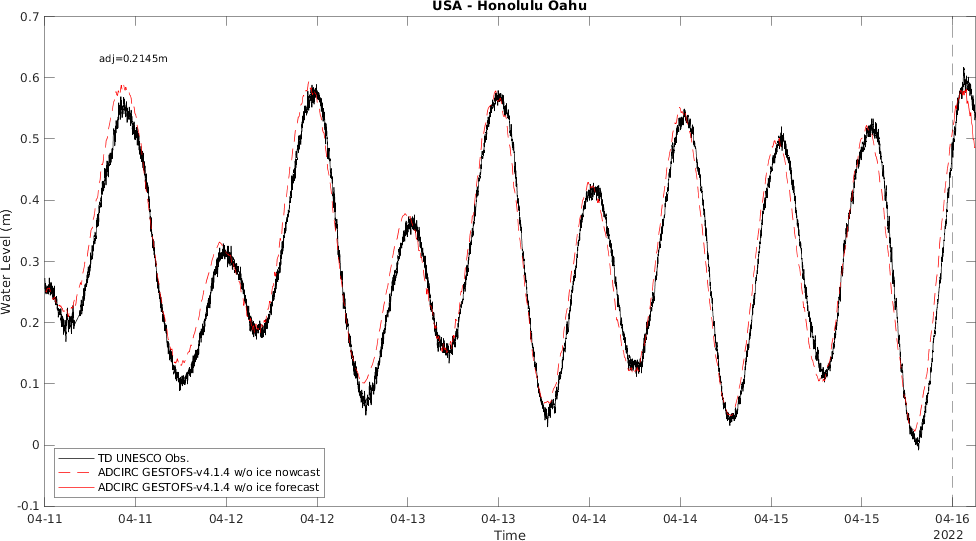 USA - Honolulu Oahu
0.7
adj=0.2145m
0.6
0.5
0.4
0.3
0.2
0.1
0
-0.1
Water Level (m)
TD UNESCO Obs.
ADCIRC GESTOFS-v4.1.4 w/o ice nowcast
ADCIRC GESTOFS-v4.1.4 w/o ice forecast
04-11 04-11 04-12 04-12 04-13 04-13 04-14 04-14 04-15 04-15 04-16
Time
2022